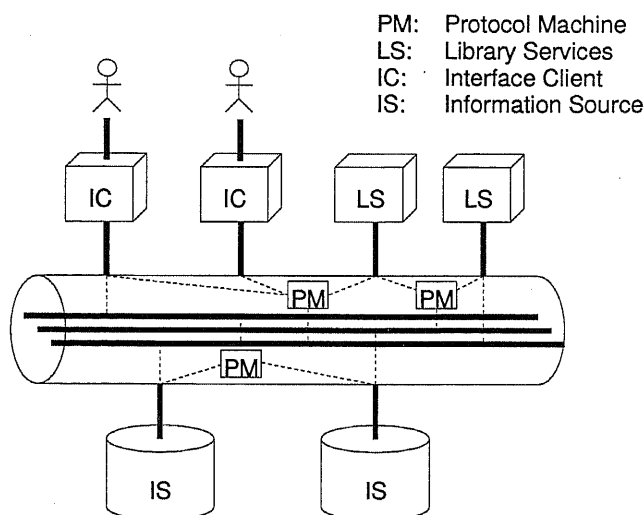 PM: Protocol Machine
LS: Library Services
IC: Interface Client
IS: Information Source
IC IC LS LS
PM PM
PM
IS IS